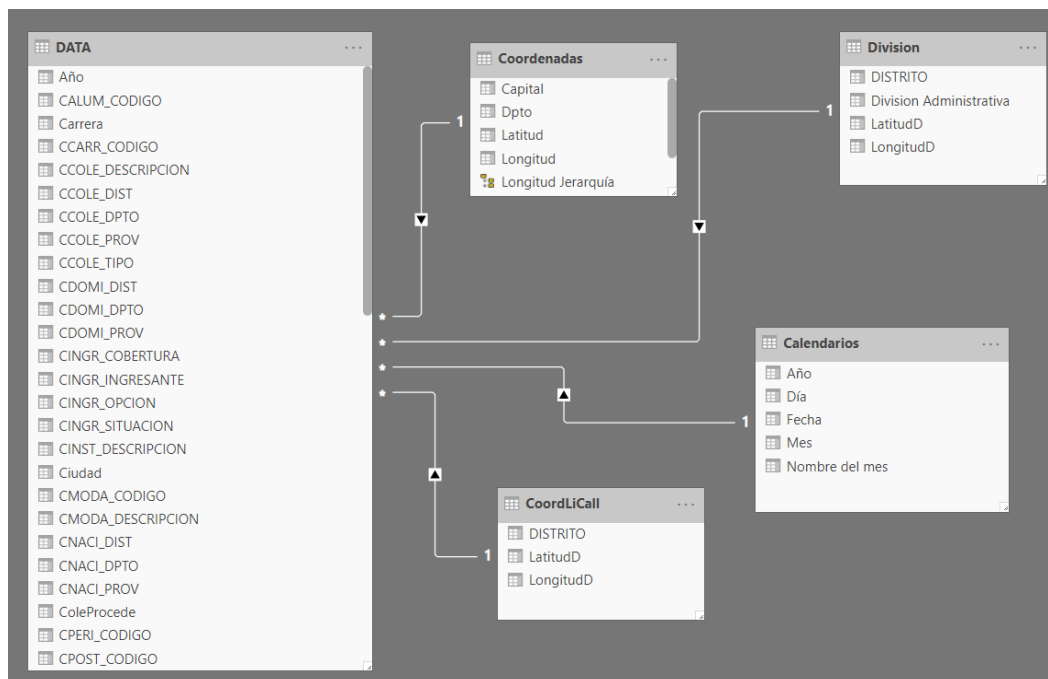 DATA
Año
CALUM_CODIGO
Carrera
CCARR_CODIGO
CCOLE_DESCRIPCION
CCOLE_DIST
CCOLE_DPTO
CCOLE_PROV
CCOLE_TIPO
CDOMI_DIST
CDOMI_DPTO
CDOMI_PROV
CINGR_COBERTURA
CINGR_INGRESANTE
CINGR_OPCION
CINGR_SITUACION
CINST_DESCRIPCION
Ciudad
CMODA_CODIGO
CMODA_DESCRIPCION
CNACI_DIST
CNACI_DPTO
CNACI_PROV
ColeProcede
CPERI_CODIGO
CPOST_CODIGO
*
*
*
*
Coordenadas
Capital
Dpto
Latitud
Longitud
Longitud Jerarquía
1
Division
DISTRITO
Division Administrativa
LatitudD
LongitudD
1
Calendarios
Año
Día
Fecha
Mes
Nombre del mes
1
CoordLiCall
DISTRITO
LatitudD
LongitudD
1